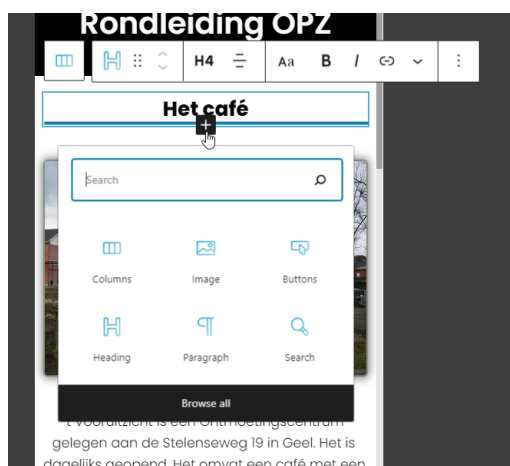 Rondleiding OPZ
H4 Aa B I
Het café
Search
Columns Image Buttons
Heading Paragraph Search
Browse all
't Vooruitzicht is een Ontmoetingscentrum
gelegen aan de Stelenseweg 19 in Geel. Het is
dagelijks geopend. Het omvat een café met een